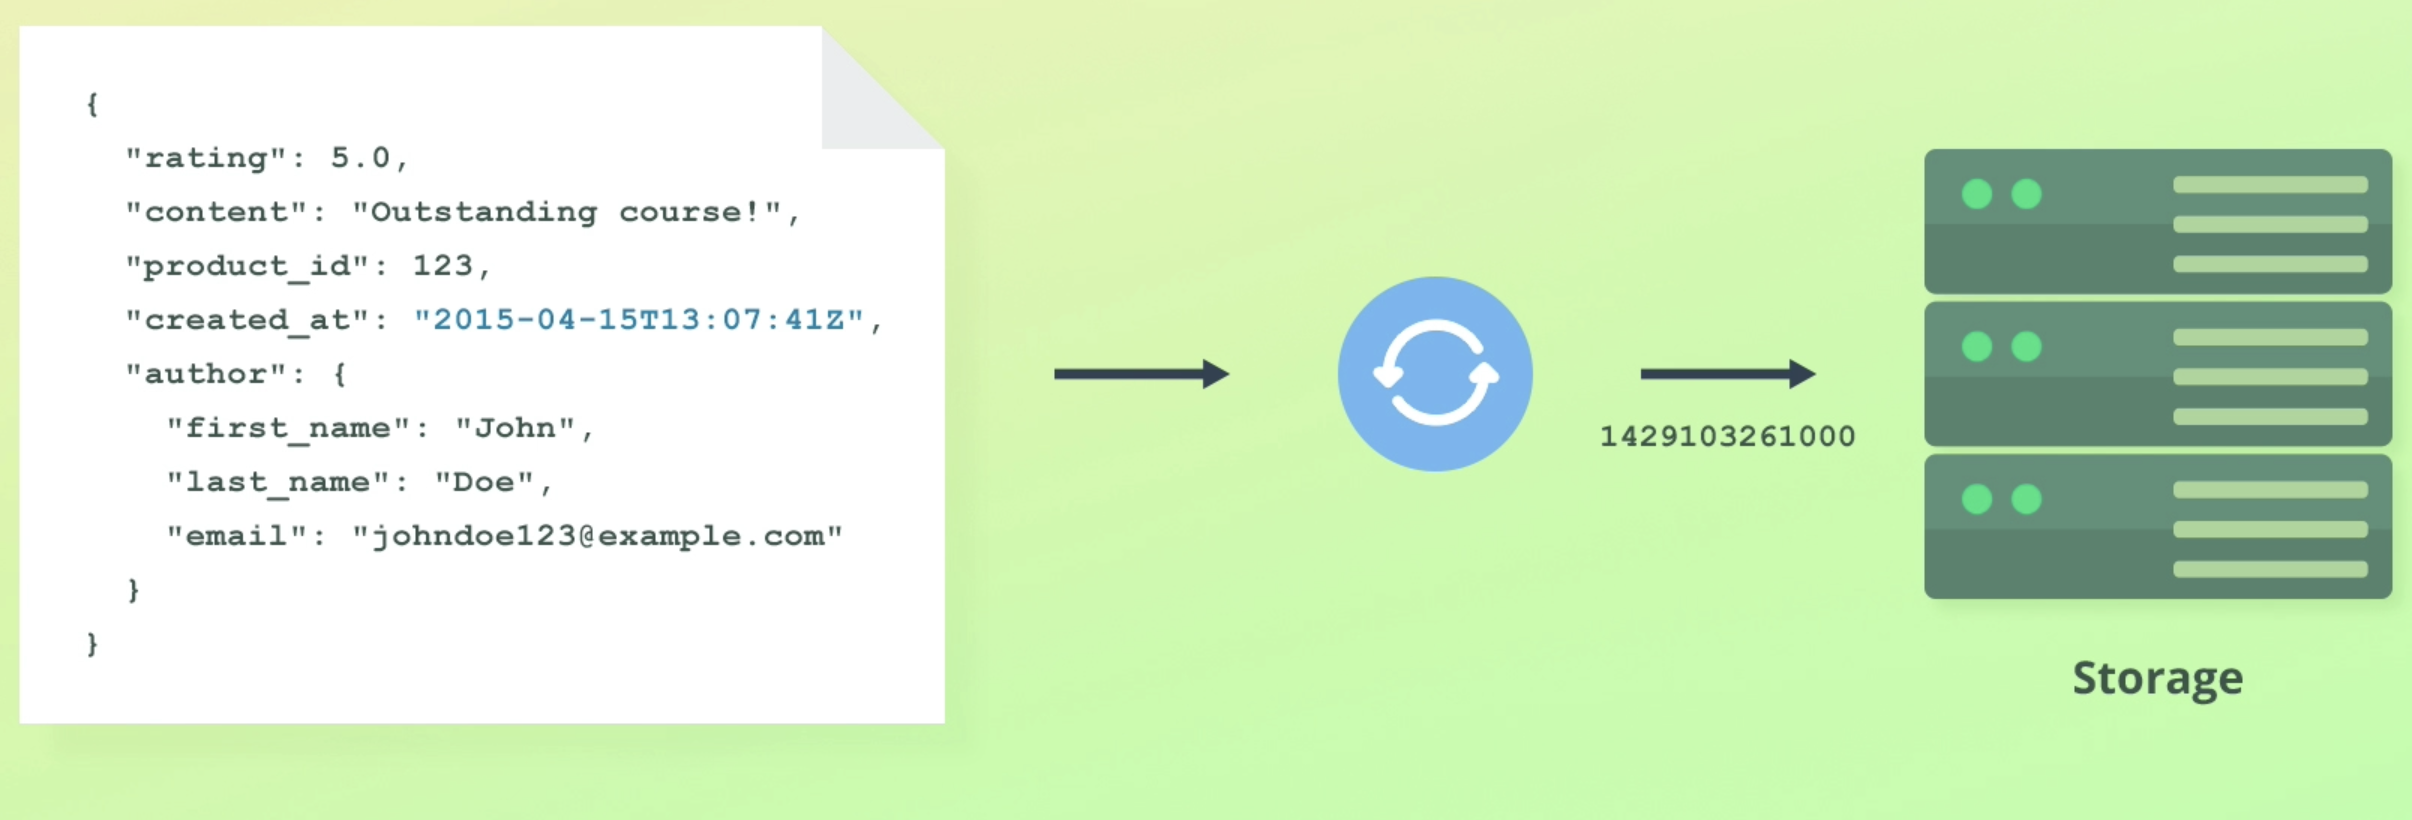 {
"rating": 5.0,
"content": "Outstanding course!",
"product_id": 123,
"created_at": "2015-04-15T13:07:41Z",
"author": {
"first_name": "John",
"last_name": "Doe",
"email": "johndoe123@example.com"
}
}
1429103261000
Storage